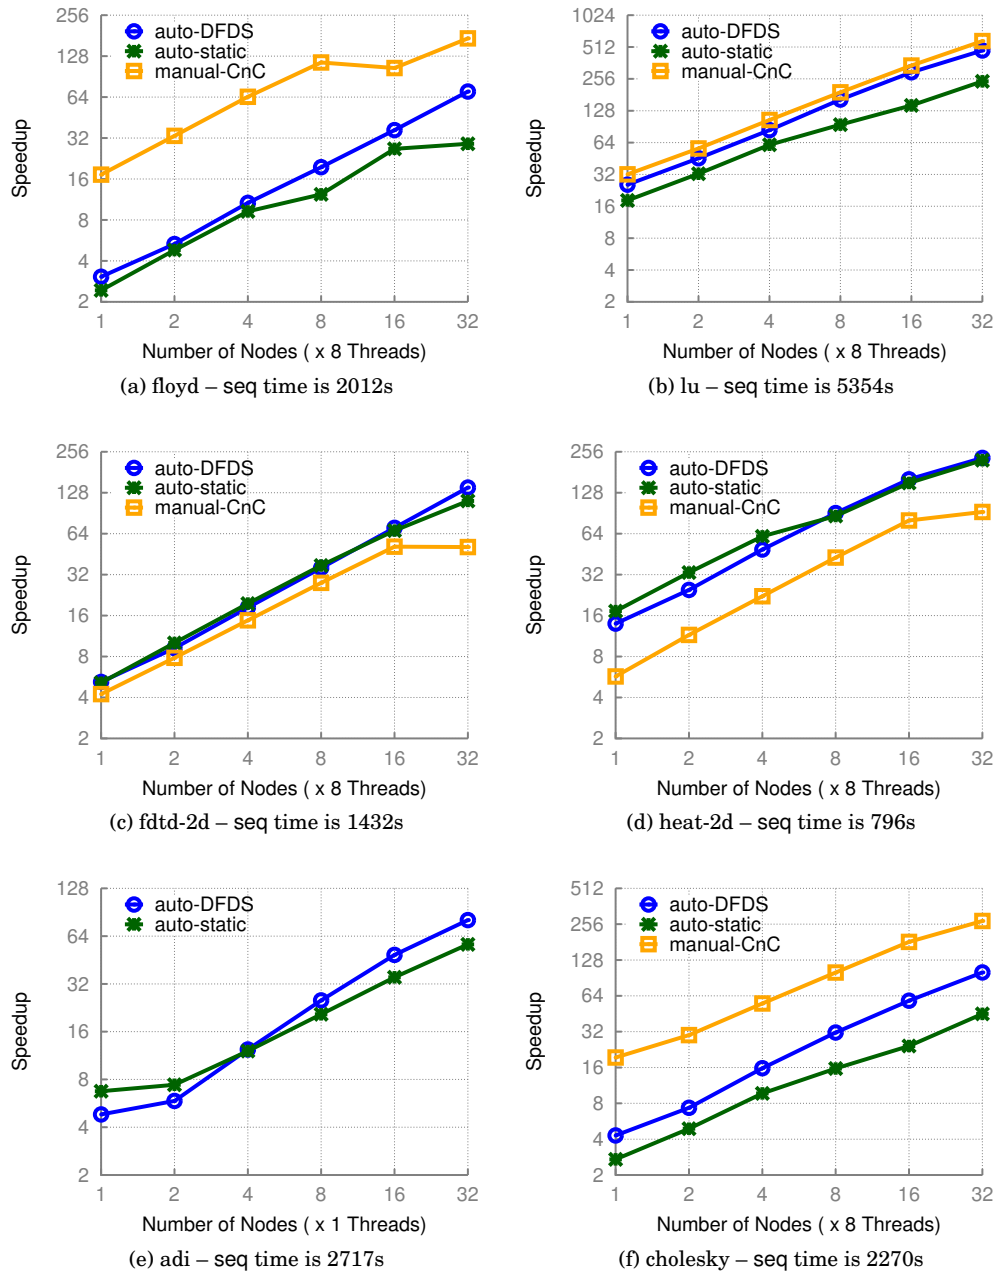 256
128
64
32
16
8
4
2
Speedup
auto-DFDS
auto-static
manual-CnC
1 2 4 8 16 32
Number of Nodes ( x 8 Threads)
(a) floyd – seq time is 2012s
1024
512
256
128
64
32
16
8
4
2
Speedup
auto-DFDS
auto-static
manual-CnC
1 2 4 8 16 32
Number of Nodes ( x 8 Threads)
(b) lu – seq time is 5354s
256
128
64
32
16
8
4
2
Speedup
auto-DFDS
auto-static
manual-CnC
1 2 4 8 16 32
Number of Nodes ( x 8 Threads)
(c) fdtd-2d – seq time is 1432s
256
128
64
32
16
8
4
2
Speedup
auto-DFDS
auto-static
manual-CnC
1 2 4 8 16 32
Number of Nodes ( x 8 Threads)
(d) heat-2d – seq time is 796s
128
64
32
16
8
4
2
Speedup
auto-DFDS
auto-static
1 2 4 8 16 32
Number of Nodes ( x 1 Threads)
(e) adi – seq time is 2717s
512
256
128
64
32
16
8
4
2
Speedup
auto-DFDS
auto-static
manual-CnC
1 2 4 8 16 32
Number of Nodes ( x 8 Threads)
(f) cholesky – seq time is 2270s